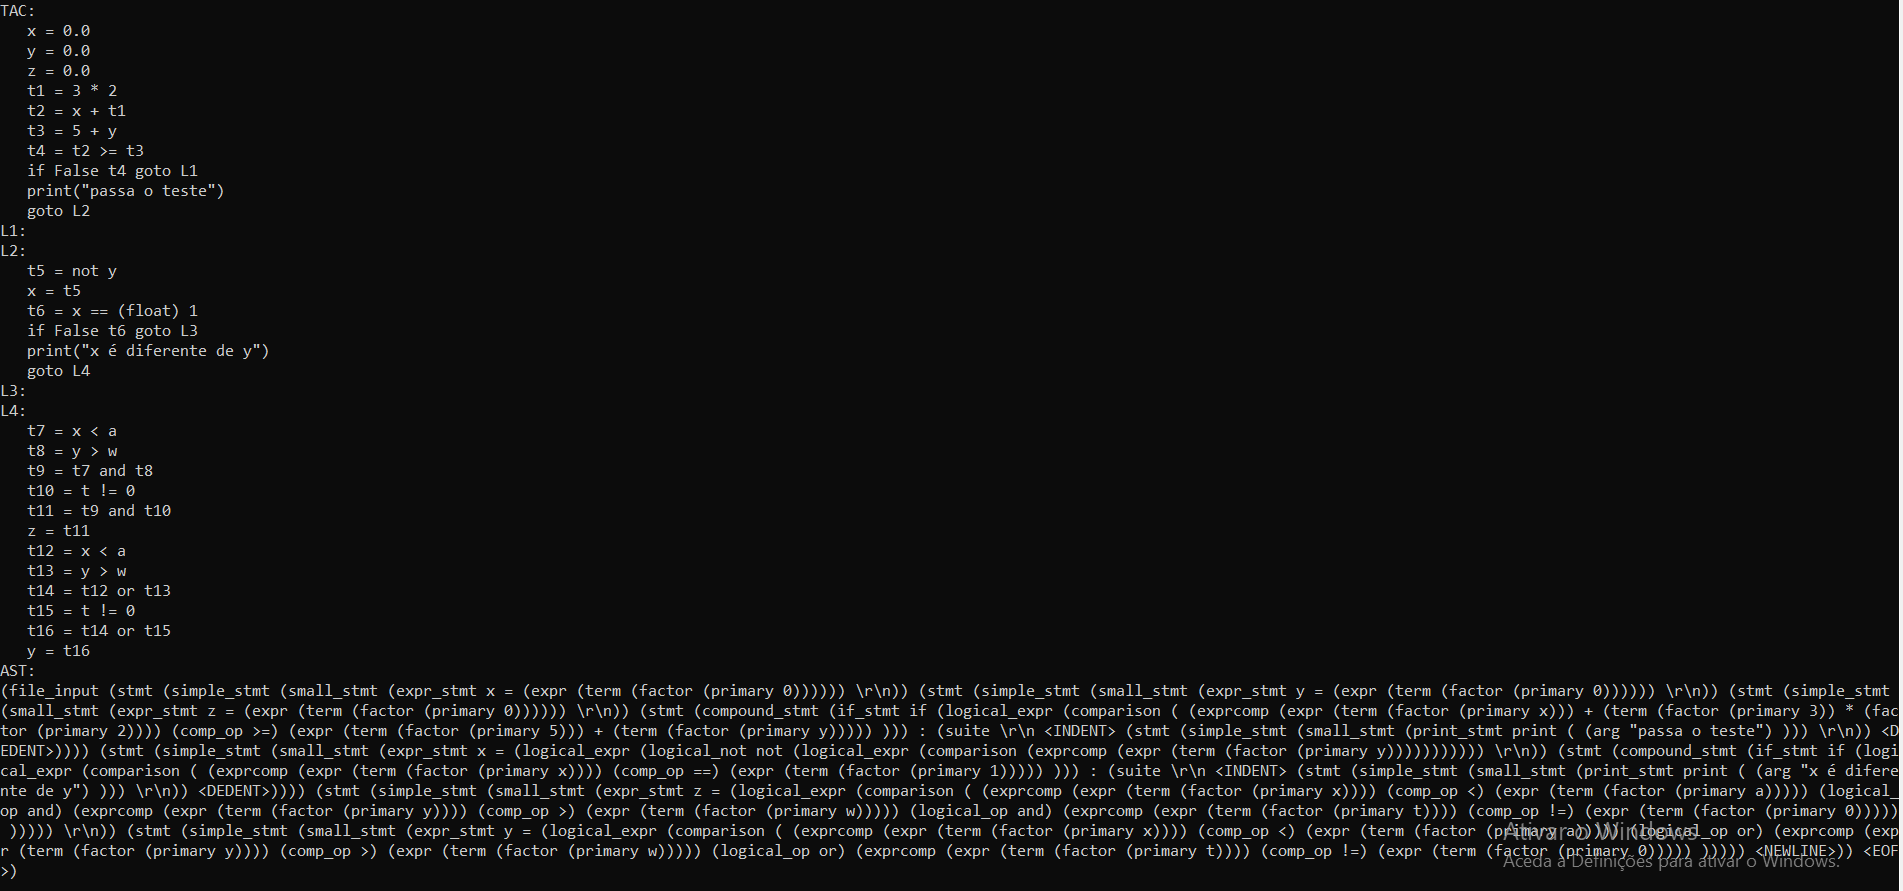 TAC:
   x = 0.0
   y = 0.0
   z = 0.0
   t1 = 3 * 2
   t2 = x + t1
   t3 = 5 + y
   t4 = t2 >= t3
   if False t4 goto L1
   print("passa o teste")
   goto L2
L1:
L2:
   t5 = not y
   x = t5
   t6 = x == (float) 1
   if False t6 goto L3
   print("x é diferente de y")
   goto L4
L3:
L4:
   t7 = x < a
   t8 = y > w
   t9 = t7 and t8
   t10 = t != 0
   t11 = t9 and t10
   z = t11
   t12 = x < a
   t13 = y > w
   t14 = t12 or t13
   t15 = t != 0
   t16 = t14 or t15
   y = t16
AST:
(file_input (stmt (simple_stmt (small_stmt (expr_stmt x = (expr (term (factor (primary 0)))))) \r\n)) (stmt (simple_stmt (small_stmt (expr_stmt y = (expr (term (factor (primary 0)))))) \r\n)) (stmt (simple_stmt
(small_stmt (expr_stmt z = (expr (term (factor (primary 0)))))) \r\n)) (stmt (compound_stmt (if_stmt if (logical_expr (comparison ( (exprcomp (expr (term (factor (primary x))) + (term (factor (primary 3)) * (fac
tor (primary 2)))) (comp_op >=) (expr (term (factor (primary 5))) + (term (factor (primary y))))) ))) : (suite \r\n <INDENT> (stmt (simple_stmt (small_stmt (print_stmt print ( (arg "passa o teste") ))) \r\n)) <D
EDENT>)))) (stmt (simple_stmt (small_stmt (expr_stmt x = (logical_expr (logical_not not (logical_expr (comparison (exprcomp (expr (term (factor (primary y))))))))))) \r\n)) (stmt (compound_stmt (if_stmt if (logi
cal_expr (comparison ( (exprcomp (expr (term (factor (primary x)))) (comp_op ==) (expr (term (factor (primary 1))))) ))) : (suite \r\n <INDENT> (stmt (simple_stmt (small_stmt (print_stmt print ( (arg "x é difere
nte de y") ))) \r\n)) <DEDENT>)))) (stmt (simple_stmt (small_stmt (expr_stmt z = (logical_expr (comparison ( (exprcomp (expr (term (factor (primary x)))) (comp_op <) (expr (term (factor (primary a))))) (logical_
op and) (exprcomp (expr (term (factor (primary y)))) (comp_op >) (expr (term (factor (primary w))))) (logical_op and) (exprcomp (expr (term (factor (primary t)))) (comp_op !=) (expr (term (factor (primary 0)))))
 ))))) \r\n)) (stmt (simple_stmt (small_stmt (expr_stmt y = (logical_expr (comparison ( (exprcomp (expr (term (factor (primary x)))) (comp_op <) (expr (term (factor (primary a))))) (logical_op or) (exprcomp (exp
r (term (factor (primary y)))) (comp_op >) (expr (term (factor (primary w))))) (logical_op or) (exprcomp (expr (term (factor (primary t)))) (comp_op !=) (expr (term (factor (primary 0))))) ))))) <NEWLINE>)) <EOF
>)
Ativar o Windows
Aceda a Definições para ativar o Windows.